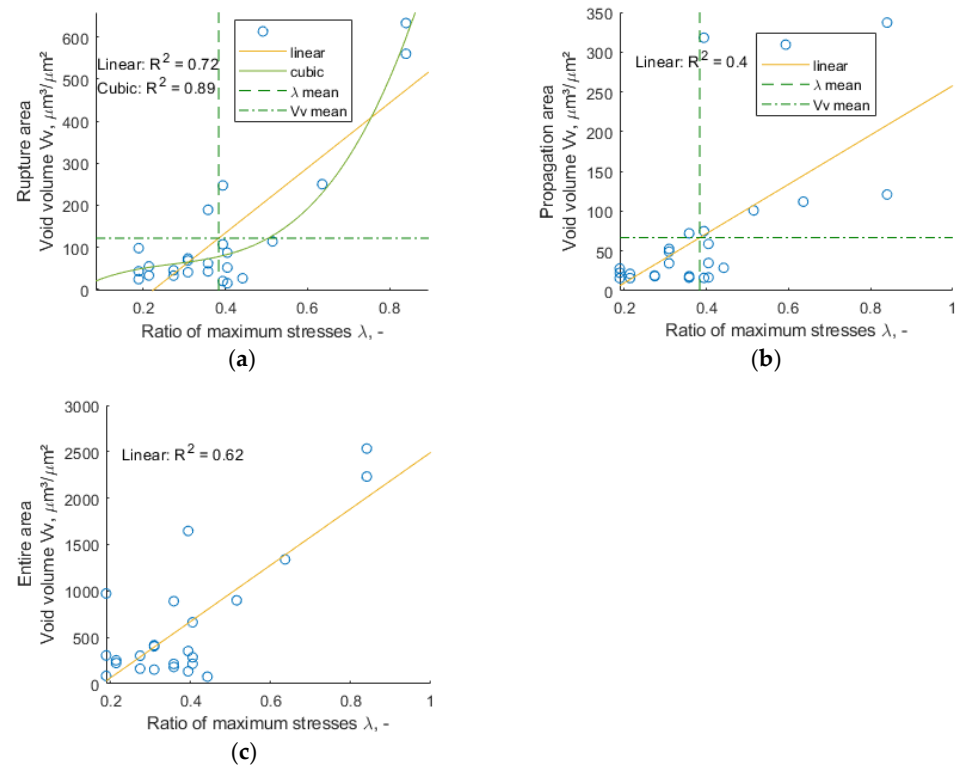 600
500
400
300
200
100
0
Rupture area
Void volume Vv, μm³/μm²
Linear: R² = 0.72
Cubic: R² = 0.89
linear
cubic
λ mean
Vv mean
0.2
0.4
0.6
0.8
Ratio of maximum stresses λ, -
(a)
350
300
250
200
150
100
50
0
Propagation area
Void volume Vv, μm³/μm²
Linear: R² = 0.4
linear
λ mean
Vv mean
0.2
0.4
0.6
0.8
1
Ratio of maximum stresses λ, -
(b)
3000
2500
2000
1500
1000
500
0
Entire area
Void volume Vv, μm³/μm²
Linear: R² = 0.62
0.2
0.4
0.6
0.8
1
Ratio of maximum stresses λ, -
(c)